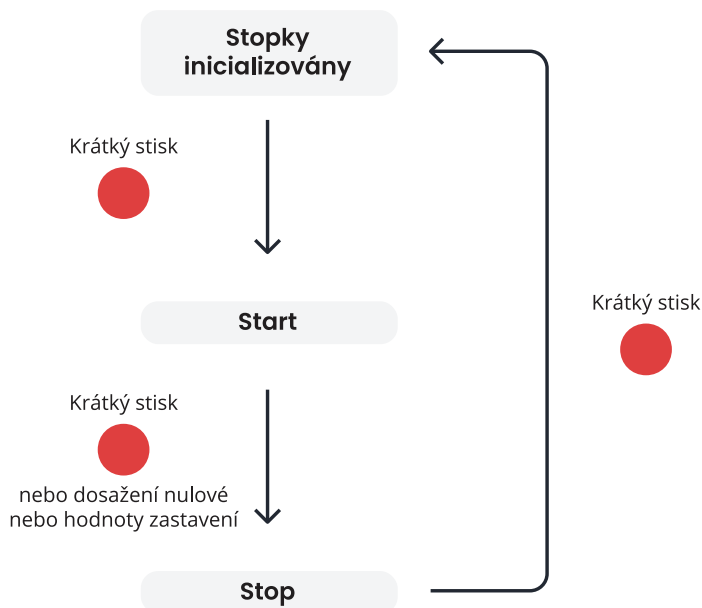 Stopky
inicializovány
Krátký stisk
Start
Krátký stisk
Krátký stisk
nebo dosažení nulové
nebo hodnoty zastavení
Stop